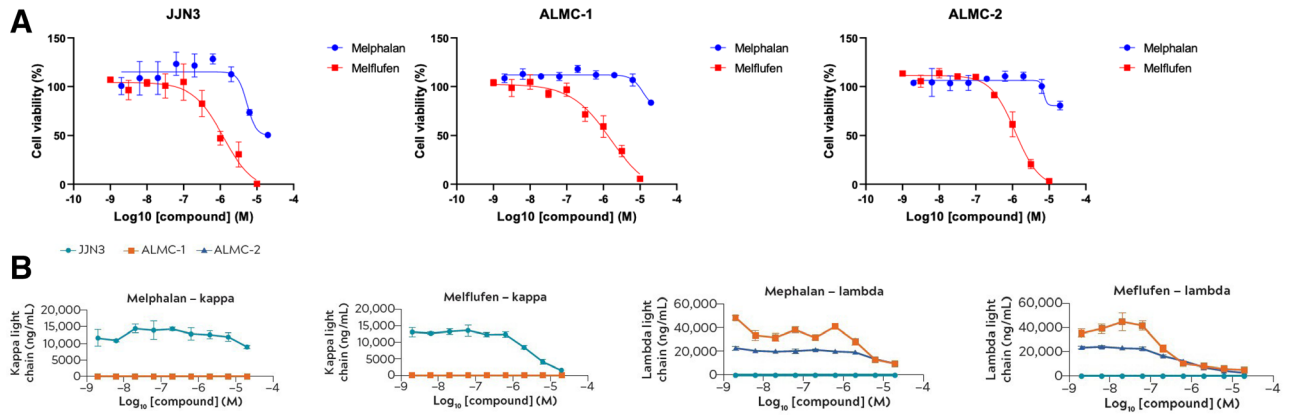 A
JJN3
Cell viability (%)
150
100
50
0
-10 -9 -8 -7 -6 -5 -4
Log10 [compound] (M)
Melphalan
Melflufen
ALMC-1
Cell viability (%)
150
100
50
0
-10 -9 -8 -7 -6 -5 -4
Log10 [compound] (M)
Melphalan
Melflufen
ALMC-2
Cell viability (%)
150
100
50
0
-10 -9 -8 -7 -6 -5 -4
Log10 [compound] (M)
Melphalan
Melflufen
JJN3 ALMC-1 ALMC-2
B
Melphalan – kappa
Kappa light
chain (ng/mL)
20,000
15,000
10,000
5000
0
–9 –8 –7 –6 –5 –4
Log10 [compound] (M)
Melflufen – kappa
Kappa light
chain (ng/mL)
20,000
15,000
10,000
5000
0
–9 –8 –7 –6 –5 –4
Log10 [compound] (M)
Mephalan – lambda
Lambda light
chain (ng/mL)
60,000
40,000
20,000
0
–9 –8 –7 –6 –5 –4
Log10 [compound] (M)
Meflufen – lambda
Lambda light
chain (ng/mL)
60,000
40,000
20,000
0
–9 –8 –7 –6 –5 –4
Log10 [compound] (M)